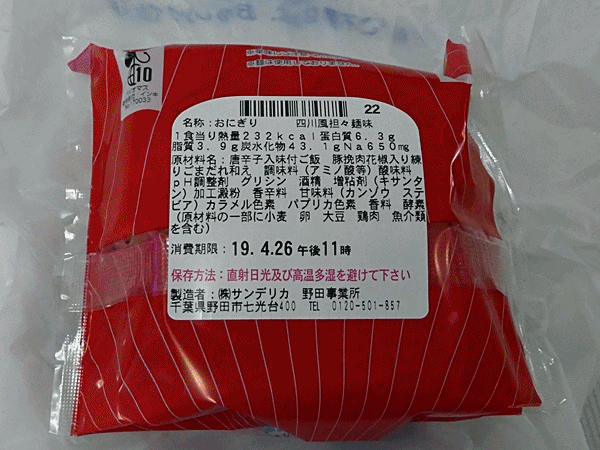 10
70033
22
名称:おにぎり 四川風担々麺味
1食当り熱量232kcal蛋白質6.3g
脂質3.9g炭水化物43.1gNa650mg
原材料名:唐辛子入味付ご飯 豚挽肉花椒入り練
りごまだれ和え 調味料(アミノ酸等)酸味料
pH調整剤 グリシン 酒精 増粘剤(キサンタ
ン)加工澱粉 香辛料 甘味料(カンゾウ ステ
ビア)カラメル色素 パプリカ色素 香料 酵素
(原材料の一部に小麦 卵 大豆 鶏肉 魚介類
を含む)
消費期限:19.4.26午後11時
保存方法:直射日光及び高温多湿を避けて下さい
製造者:㈱サンデリカ 野田事業所
千葉県野田市七光台400 TEL 0120-501-857